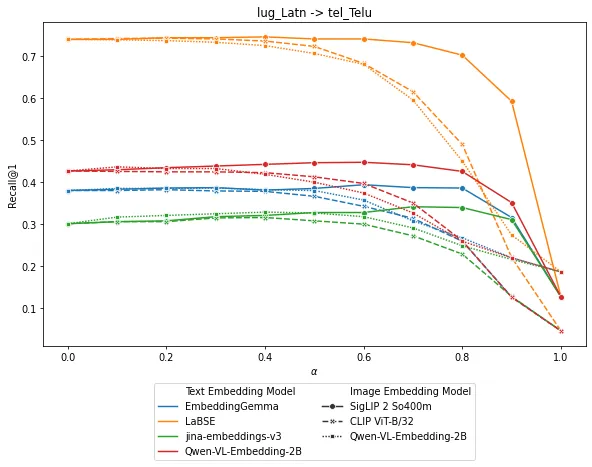 lug_Latn -> tel_Telu
0.7
0.6
0.5
0.4
0.3
0.2
0.1
Recall@1
0.0 0.2 0.4 0.6 0.8 1.0
α
Text Embedding Model Image Embedding Model
EmbeddingGemma SigLIP 2 So400m
LaBSE CLIP ViT-B/32
jina-embeddings-v3 Qwen-VL-Embedding-2B
Qwen-VL-Embedding-2B